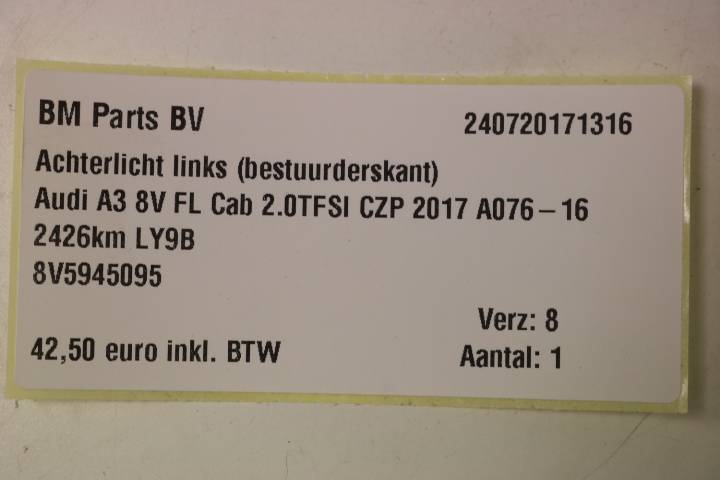 BM Parts BV 240720171316
Achterlicht links (bestuurderskant)
Audi A3 8V FL Cab 2.0TFSI CZP 2017 A076-16
2426km LY9B
8V5945095
Verz: 8
42,50 euro inkl. BTW Aantal: 1